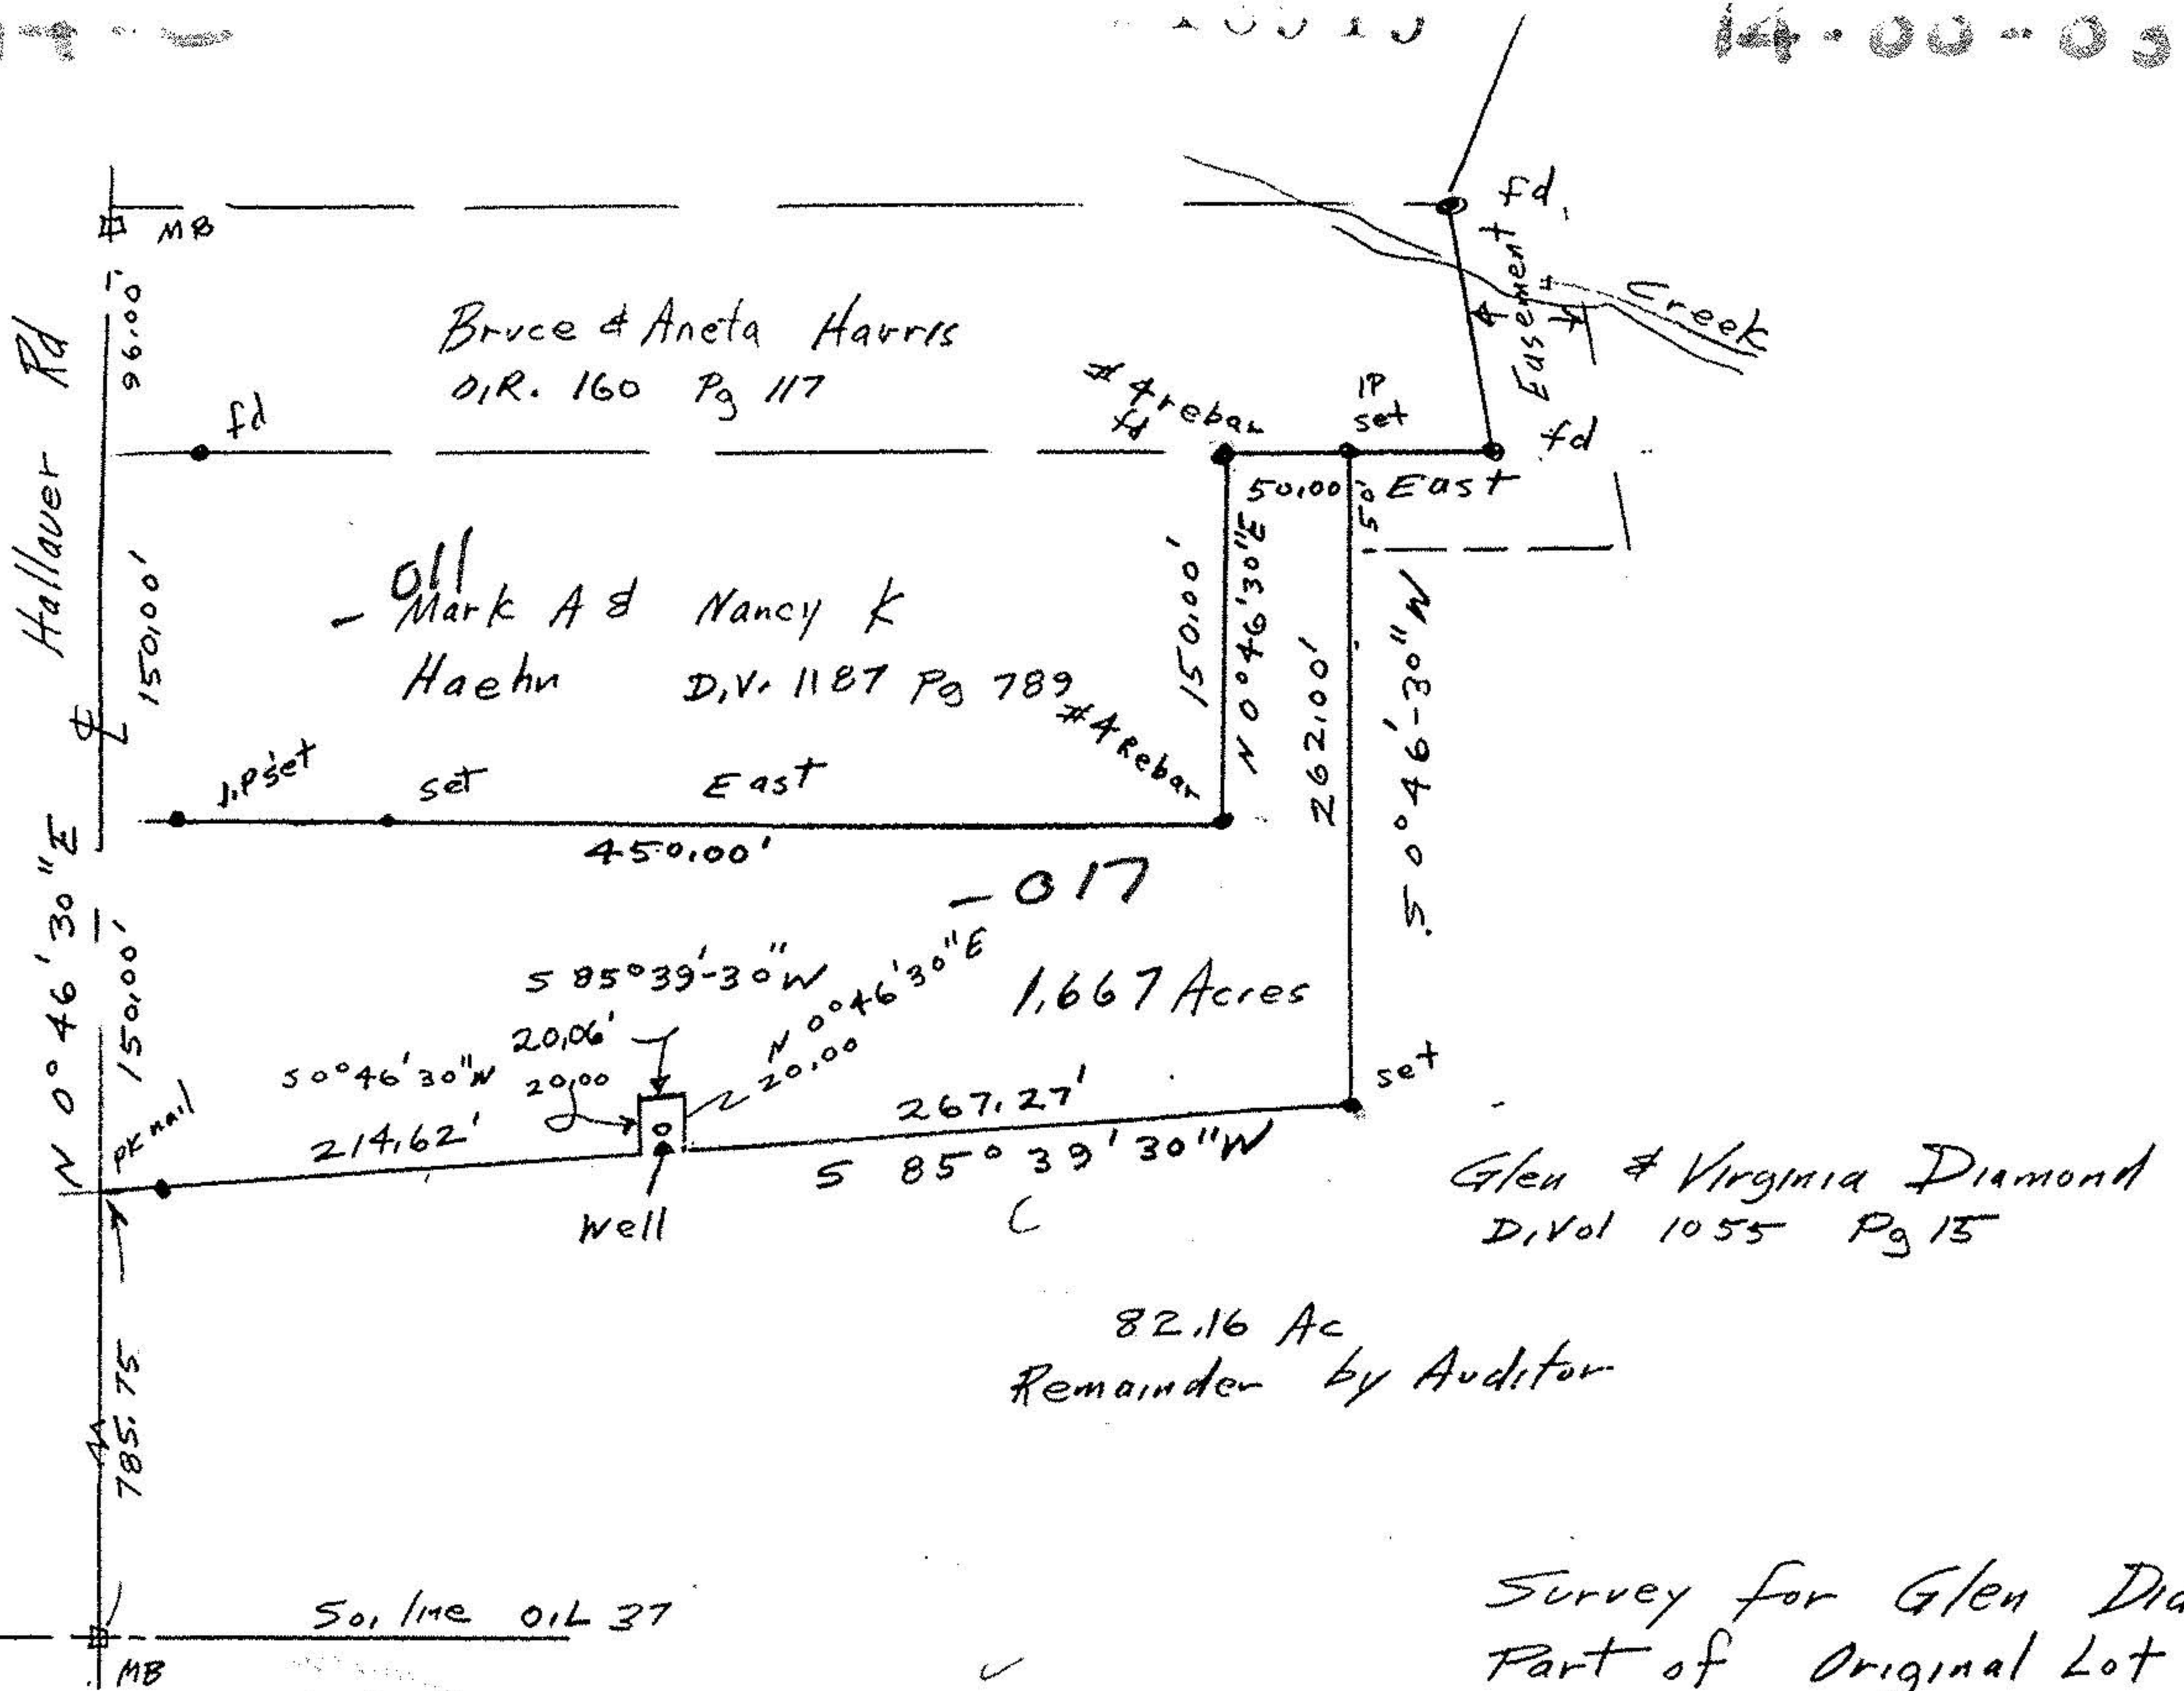 14-00-0
MB
fd.
Easement
Creek
96.00'
Bruce & Aneta Harris
O.R. 160 Pg 117
#4 rebar
fd
IP
set
fd
fd
Hallauer Rd
50.00'
East
50'
150.00'
-011
Mark A & Nancy K
Haehn D.V. 1187 Pg 789
150.00'
N 0°46'30"E
262.00'
S 0°46'-30"W
#4 Rebar
I.P set
set
East
450.00'
-017
N 0°46'30"E
150.00'
S 85°39'-30"W
20.06'
N 0°46'30"E
20.00
1.667 Acres
S 0°46'30"W
20.00
PK nail
214.62'
267.27'
S 85°39'30"W
set
Well
Glen & Virginia Diamond
D.Vol 1055 Pg 15
82.16 Ac
Remainder by Auditor
785.75
So. line O.L 37
MB
Survey for Glen Dia
Part of Original Lot